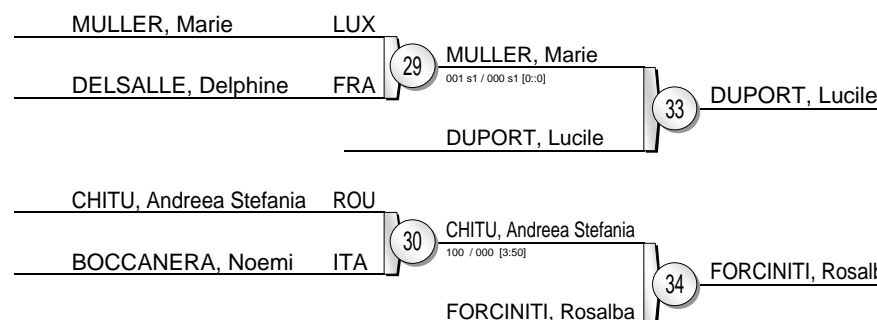 MULLER, Marie LUX
29
MULLER, Marie
001 s1 / 000 s1 [0::0]
DELSALLE, Delphine FRA
33
DUPORT, Lucile
DUPORT, Lucile
CHITU, Andreea Stefania ROU
30
CHITU, Andreea Stefania
100 / 000 [3:50]
BOCCANERA, Noemi ITA
34
FORCINITI, Rosalb
FORCINITI, Rosalba